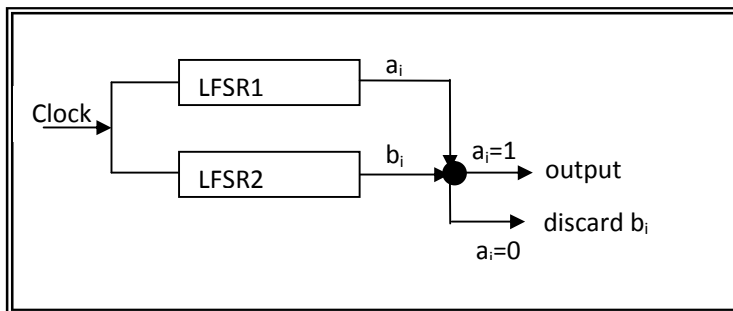 aᵢ
LFSR1
Clock
bᵢ
aᵢ=1
output
LFSR2
discard bᵢ
aᵢ=0